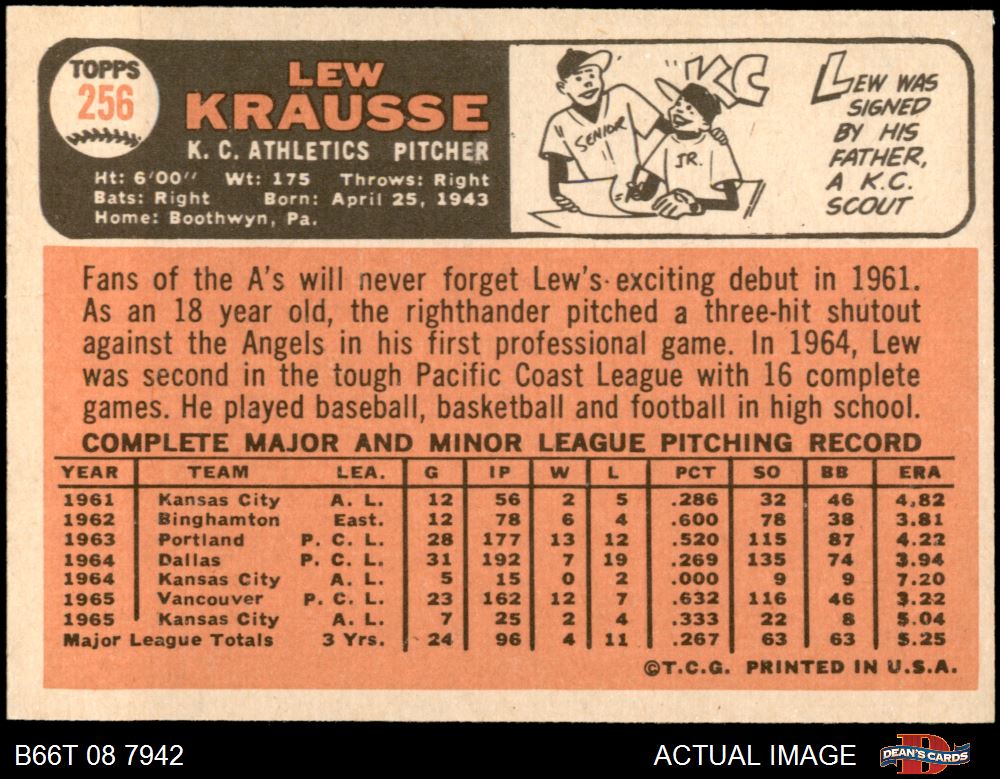 TOPPS
256
LEW
KRAUSSE
K. C. ATHLETICS PITCHER
Ht: 6'00" Wt: 175 Throws: Right
Bats: Right Born: April 25, 1943
Home: Boothwyn, Pa.
SENIOR
JR.
KC
LEW WAS
SIGNED
BY HIS
FATHER,
A K.C.
SCOUT
Fans of the A's will never forget Lew's exciting debut in 1961.
As an 18 year old, the righthander pitched a three-hit shutout
against the Angels in his first professional game. In 1964, Lew
was second in the tough Pacific Coast League with 16 complete
games. He played baseball, basketball and football in high school.
COMPLETE MAJOR AND MINOR LEAGUE PITCHING RECORD
YEAR TEAM LEA. G IP W L PCT SO BB ERA
1961 Kansas City A. L. 12 56 2 5 .286 32 46 4.82
1962 Binghamton East. 12 78 6 4 .600 78 38 3.81
1963 Portland P. C. L. 28 177 13 12 .520 115 87 4.22
1964 Dallas P. C. L. 31 192 7 19 .269 135 74 3.94
1964 Kansas City A. L. 5 15 0 2 .000 9 9 7.20
1965 Vancouver P. C. L. 23 162 12 7 .632 116 46 3.22
1965 Kansas City A. L. 7 25 2 4 .333 22 8 5.04
Major League Totals 3 Yrs. 24 96 4 11 .267 63 63 5.25
©T.C.G. PRINTED IN U.S.A.
B66T 08 7942
ACTUAL IMAGE
DEAN'S CARDS